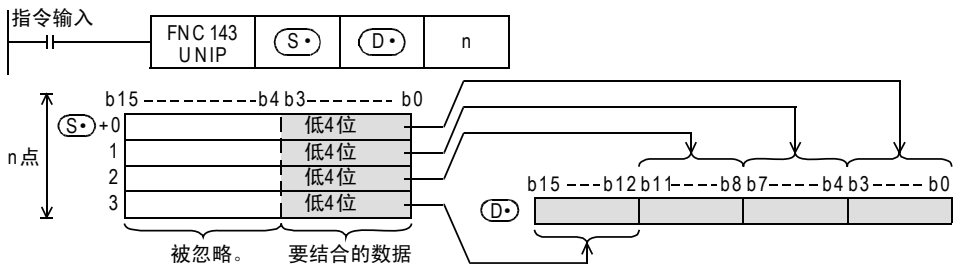 指令输入
FNC 143
UNIP
S•
D•
n
b15 ---------- b4 b3 -------- b0
S• +0 低4位
1 低4位
2 低4位
3 低4位
n点
被忽略。 要结合的数据
b15 --- b12 b11 ---- b8 b7 ---- b4 b3 ---- b0
D•